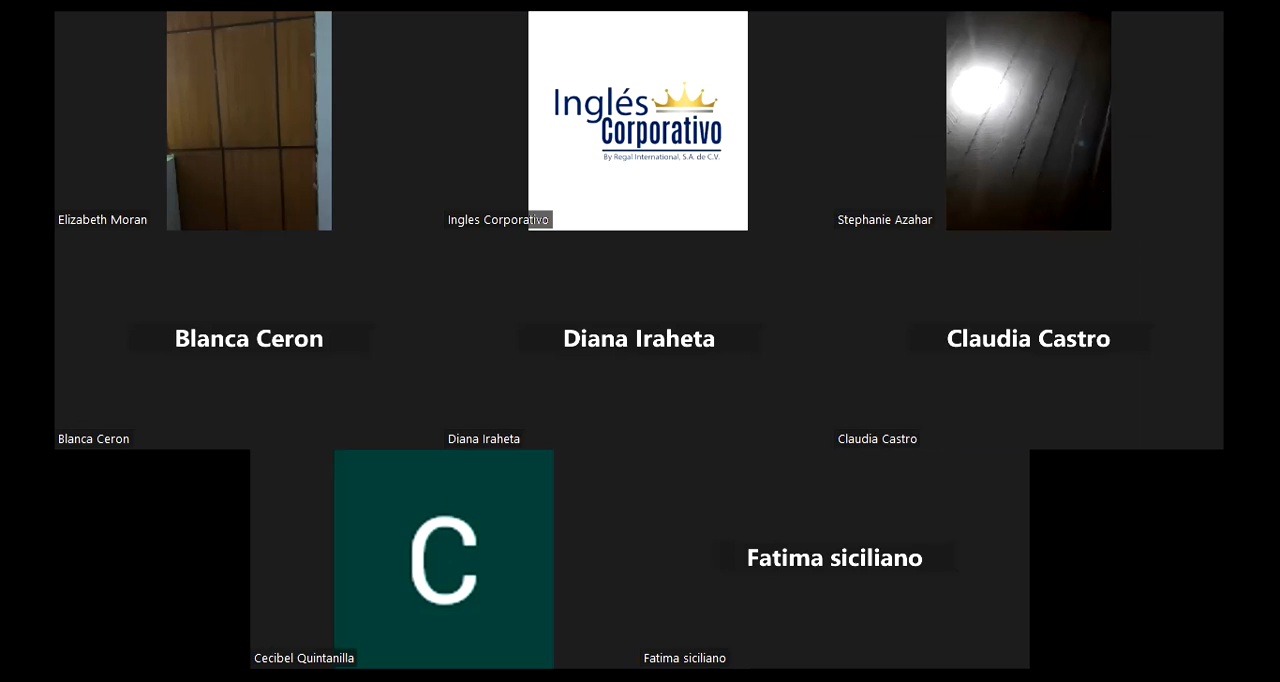 Inglés
Corporativo
By Regal International, S.A. de C.V.
Elizabeth Moran
Ingles Corporativo
Stephanie Azahar
Blanca Ceron
Diana Iraheta
Claudia Castro
Blanca Ceron
Diana Iraheta
Claudia Castro
C
Fatima siciliano
Cecibel Quintanilla
Fatima siciliano